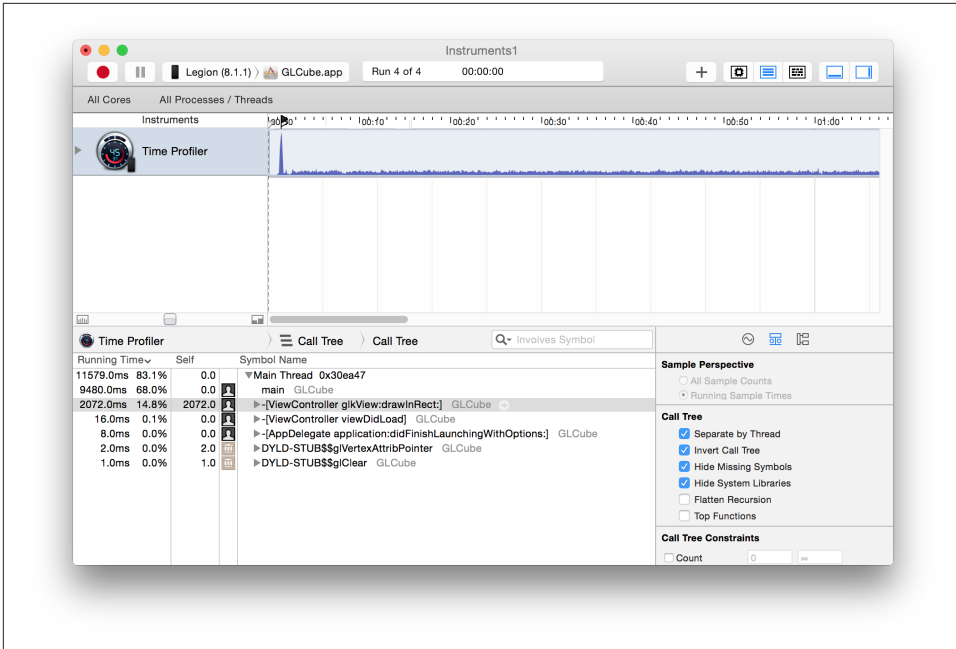 Instruments1
Legion (8.1.1) 〉 GLCube.app
Run 4 of 4 00:00:00
All Cores All Processes / Threads
Instruments
00:10 00:20 00:30 00:40 00:50 01:00
Time Profiler
Time Profiler
Call Tree
Call Tree
Involves Symbol
Running Time Self Symbol Name
11579.0ms 83.1% 0.0 Main Thread 0x30ea47
9480.0ms 68.0% 0.0 main GLCube
2072.0ms 14.8% 2072.0 -[ViewController glkView:drawInRect:] GLCube
16.0ms 0.1% 0.0 -[ViewController viewDidLoad] GLCube
8.0ms 0.0% 0.0 -[AppDelegate application:didFinishLaunchingWithOptions:] GLCube
2.0ms 0.0% 2.0 DYLD-STUB$$glVertexAttribPointer GLCube
1.0ms 0.0% 1.0 DYLD-STUB$$glClear GLCube
Sample Perspective
All Sample Counts
Running Sample Times
Call Tree
Separate by Thread
Invert Call Tree
Hide Missing Symbols
Hide System Libraries
Flatten Recursion
Top Functions
Call Tree Constraints
Count 0 ∞